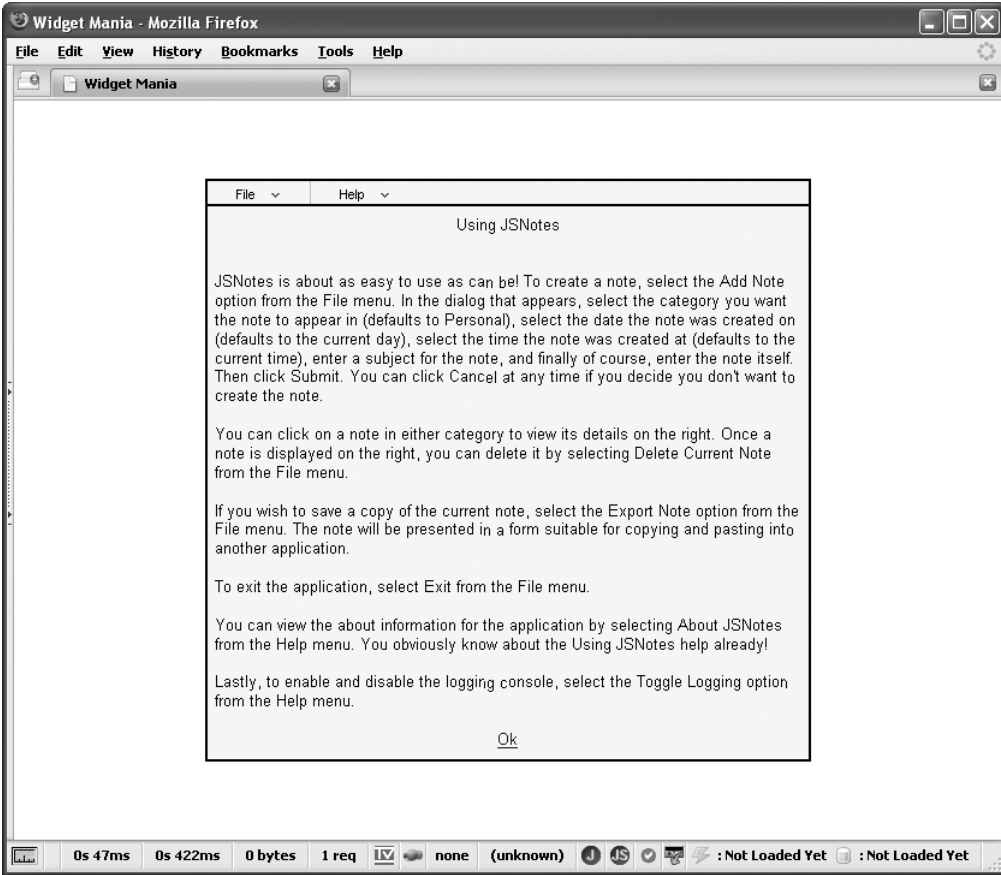 Widget Mania - Mozilla Firefox
File Edit View History Bookmarks Tools Help
Widget Mania
File Help
Using JSNotes
JSNotes is about as easy to use as can be! To create a note, select the Add Note
option from the File menu. In the dialog that appears, select the category you want
the note to appear in (defaults to Personal), select the date the note was created on
(defaults to the current day), select the time the note was created at (defaults to the
current time), enter a subject for the note, and finally of course, enter the note itself.
Then click Submit. You can click Cancel at any time if you decide you don't want to
create the note.
You can click on a note in either category to view its details on the right. Once a
note is displayed on the right, you can delete it by selecting Delete Current Note
from the File menu.
If you wish to save a copy of the current note, select the Export Note option from the
File menu. The note will be presented in a form suitable for copying and pasting into
another application.
To exit the application, select Exit from the File menu.
You can view the about information for the application by selecting About JSNotes
from the Help menu. You obviously know about the Using JSNotes help already!
Lastly, to enable and disable the logging console, select the Toggle Logging option
from the Help menu.
Ok
0s 47ms 0s 422ms 0 bytes 1 req none (unknown) J JS : Not Loaded Yet : Not Loaded Yet